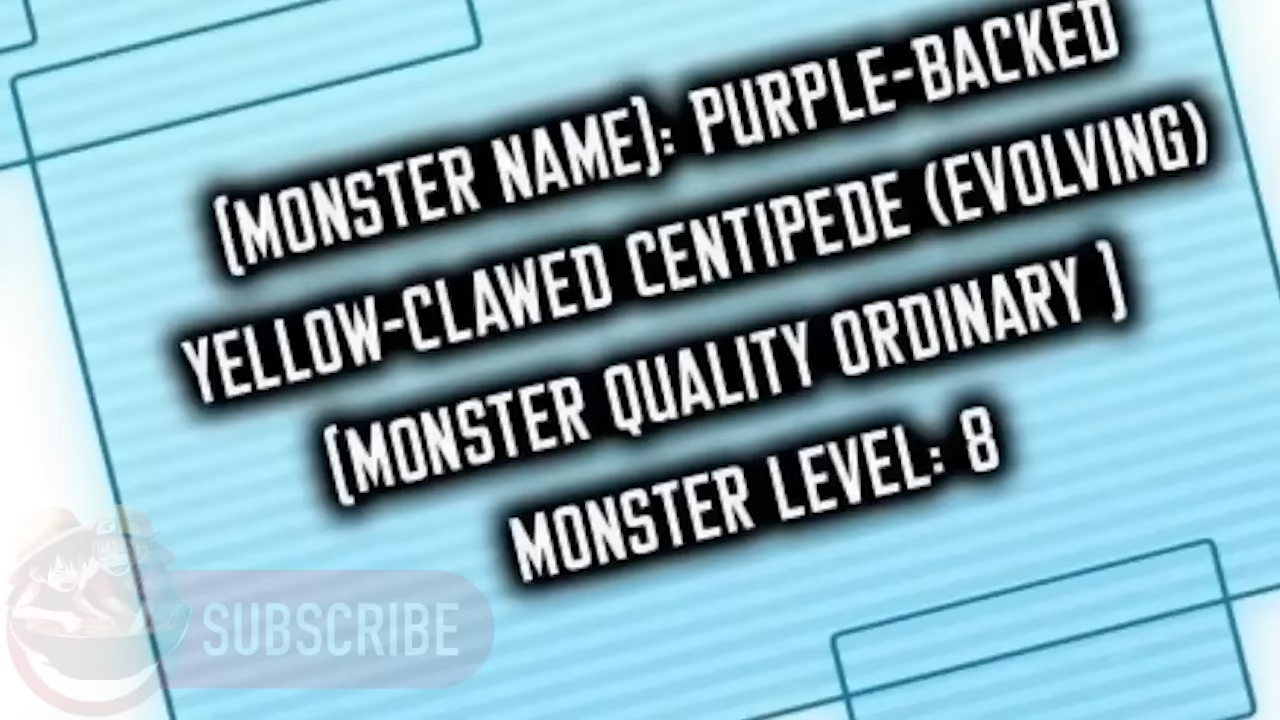 [MONSTER NAME]: PURPLE-BACKED
YELLOW-CLAWED CENTIPEDE (EVOLVING)
[MONSTER QUALITY ORDINARY ]
MONSTER LEVEL: 8
SUBSCRIBE